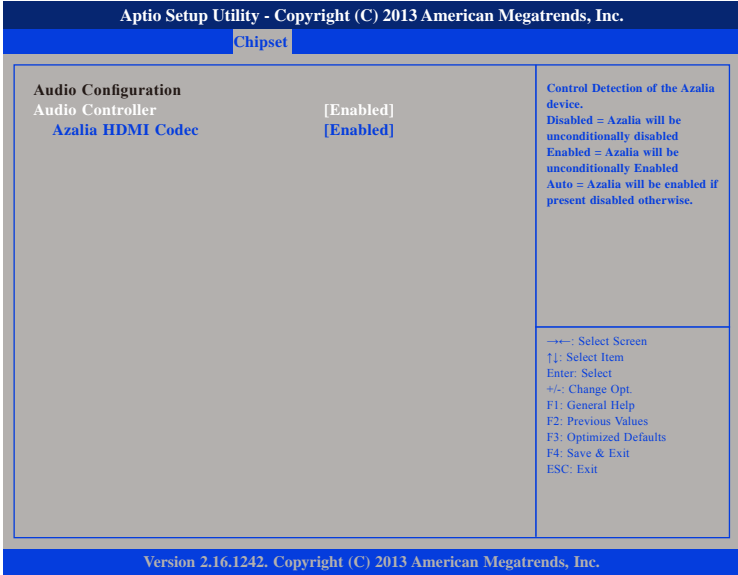 Aptio Setup Utility - Copyright (C) 2013 American Megatrends, Inc.
Chipset
Audio Configuration
Audio Controller [Enabled]
Azalia HDMI Codec [Enabled]
Control Detection of the Azalia
device.
Disabled = Azalia will be
unconditionally disabled
Enabled = Azalia will be
unconditionally Enabled
Auto = Azalia will be enabled if
present disabled otherwise.
→←: Select Screen
↑↓: Select Item
Enter: Select
+/-: Change Opt.
F1: General Help
F2: Previous Values
F3: Optimized Defaults
F4: Save & Exit
ESC: Exit
Version 2.16.1242. Copyright (C) 2013 American Megatrends, Inc.